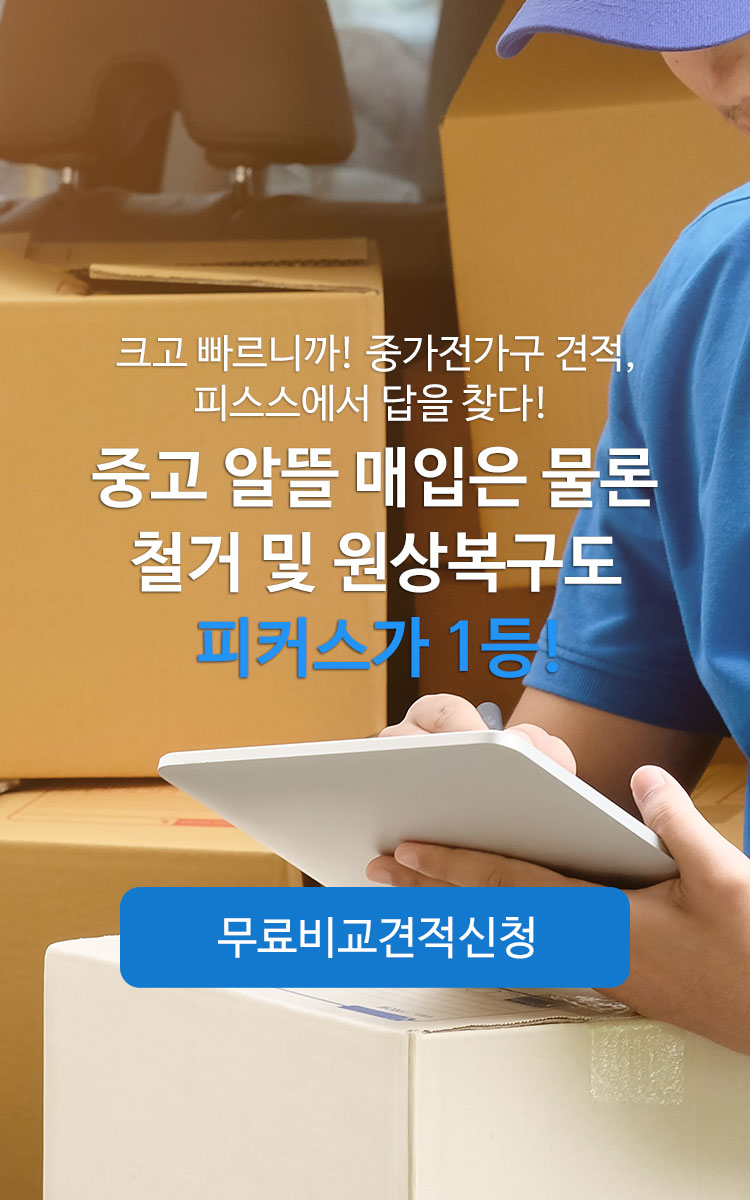 크고 빠르니까! 중가전가구 견적,
피스스에서 답을 찾다!
중고 알뜰 매입은 물론
철거 및 원상복구도
피커스가 1등!
무료비교견적신청